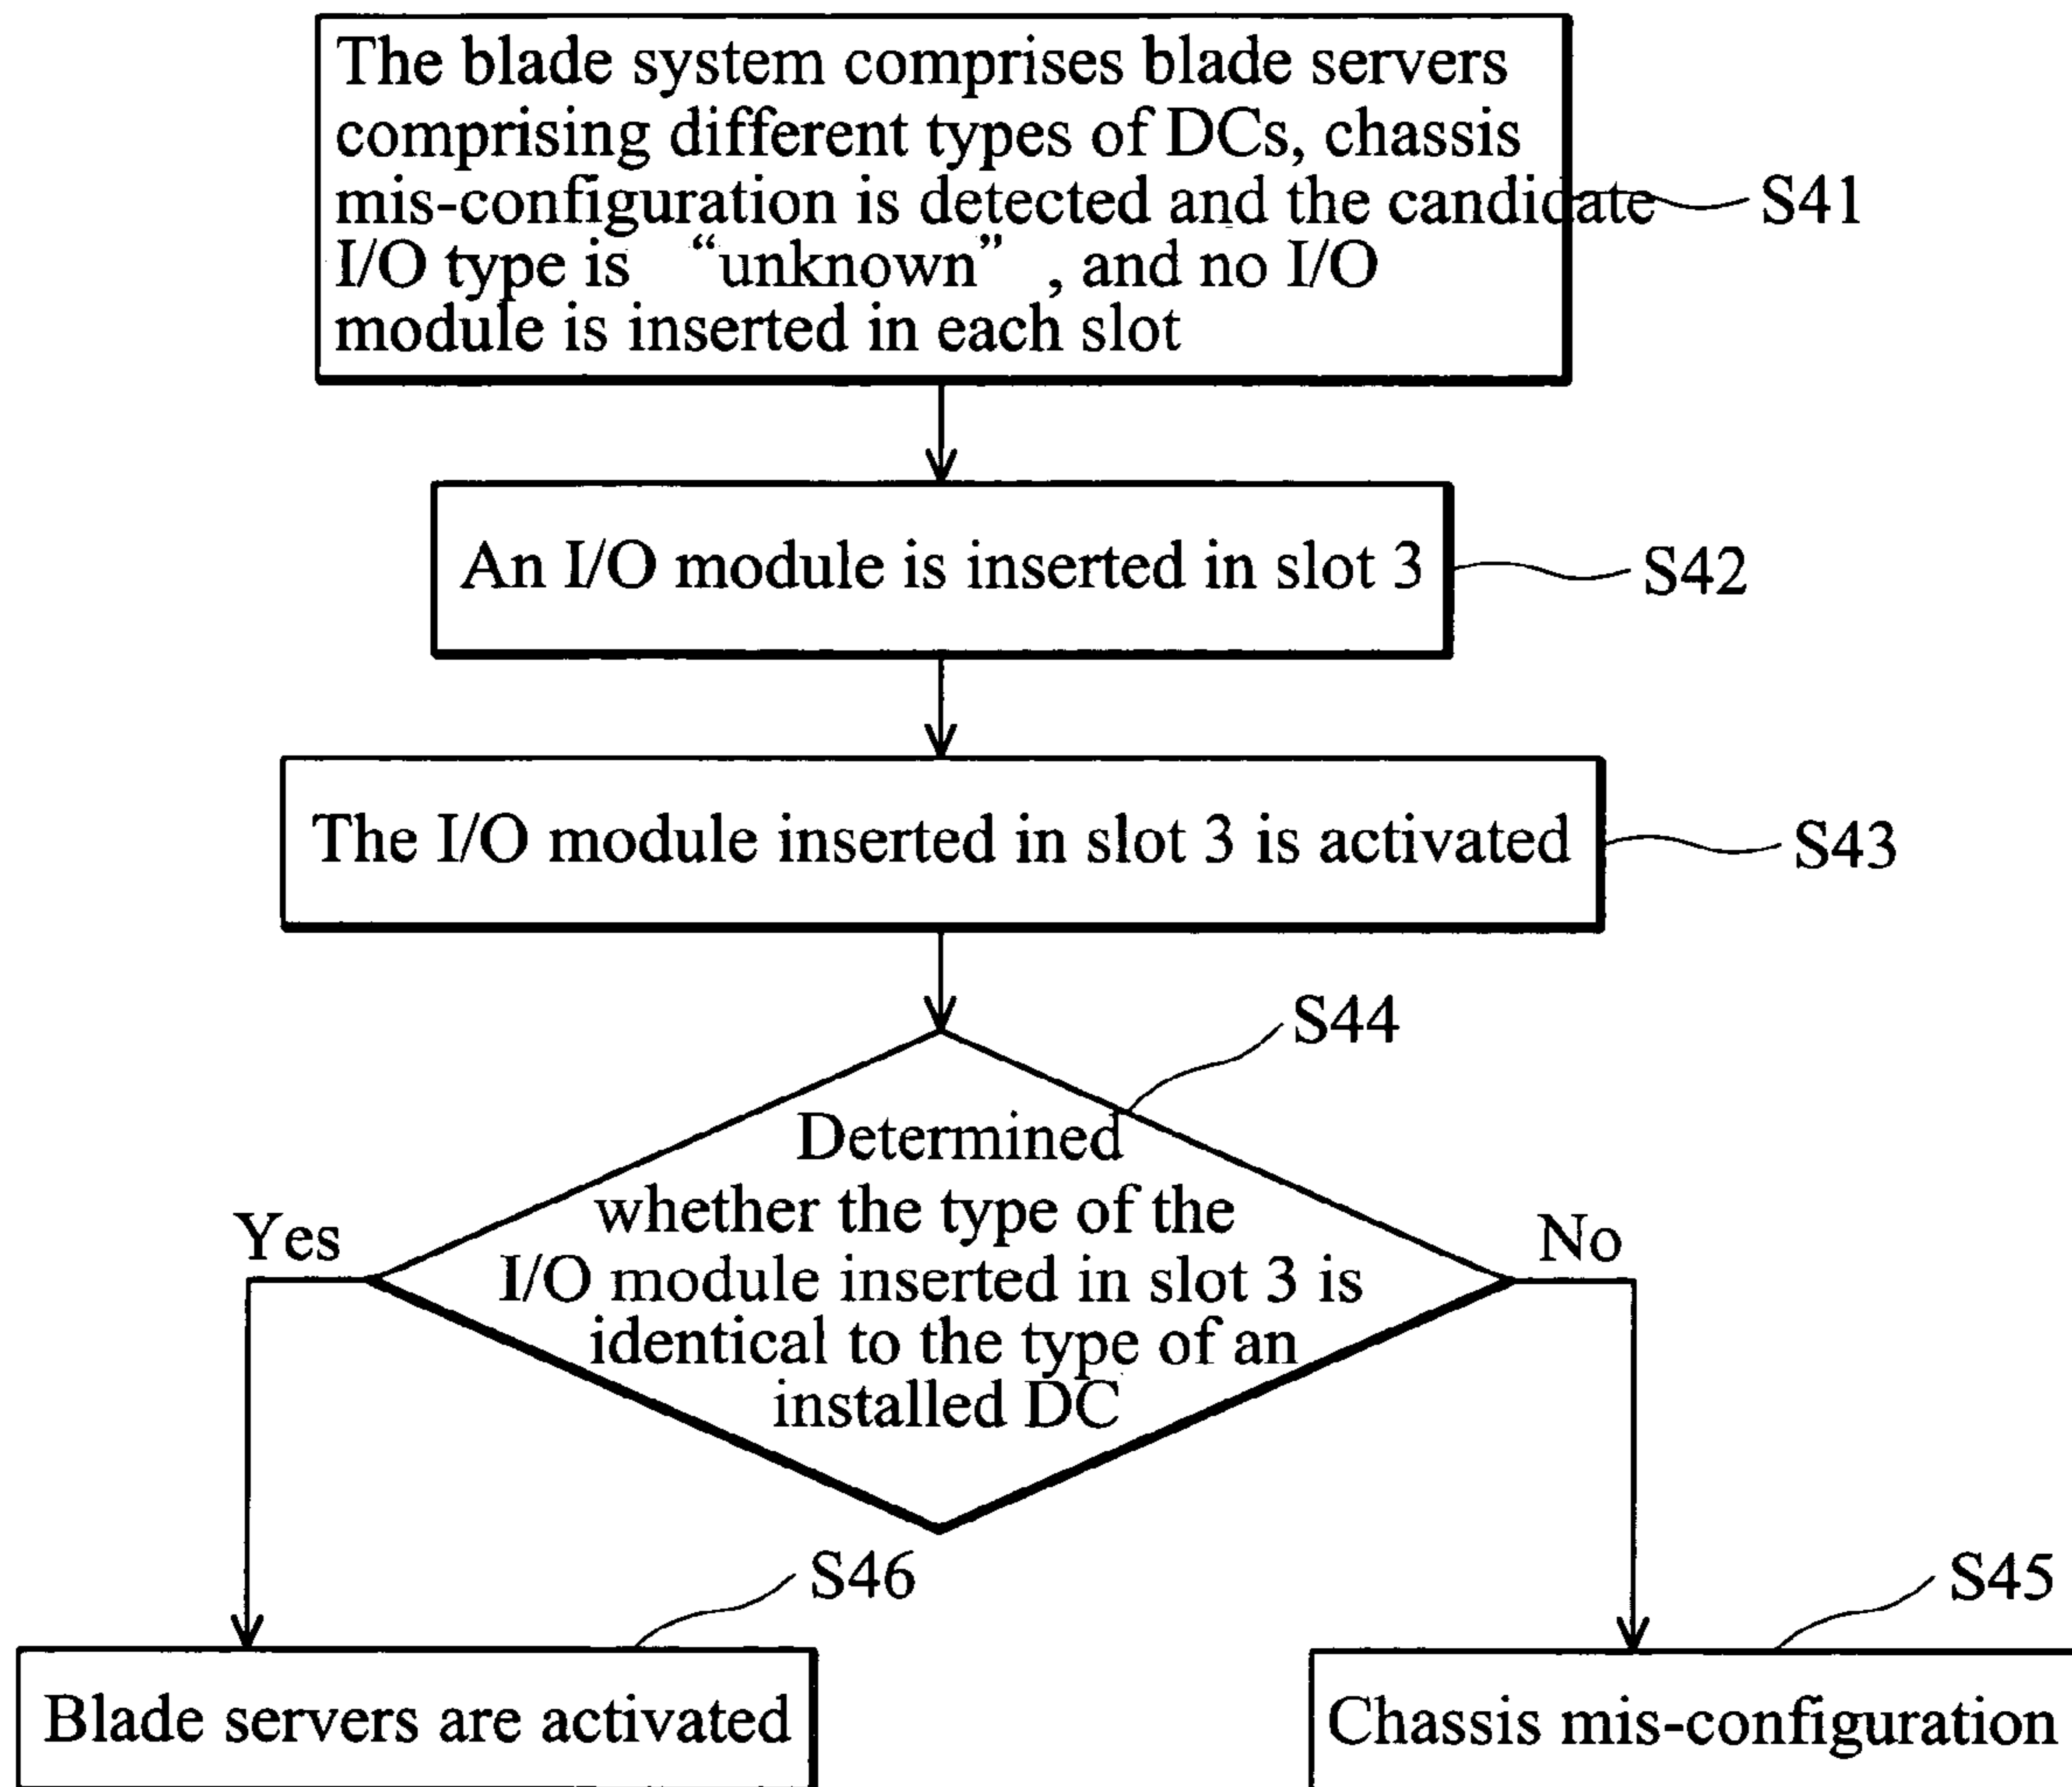 The blade system comprises blade servers
comprising different types of DCs, chassis
mis-configuration is detected and the candidate
I/O type is “unknown” , and no I/O
module is inserted in each slot
S41
An I/O module is inserted in slot 3
S42
The I/O module inserted in slot 3 is activated
S43
S44
Determined
whether the type of the
I/O module inserted in slot 3 is
identical to the type of an
installed DC
Yes
No
S46
S45
Blade servers are activated
Chassis mis-configuration